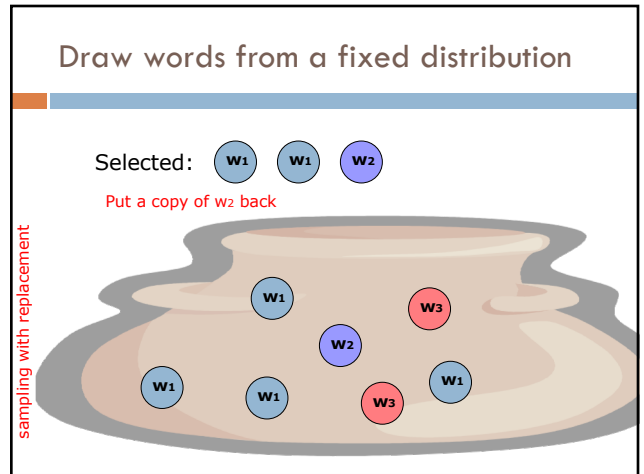 Draw words from a fixed distribution
Selected: w1 w1 w2
Put a copy of w2 back
sampling with replacement
w1
w3
w2
w1
w1
w3
w1